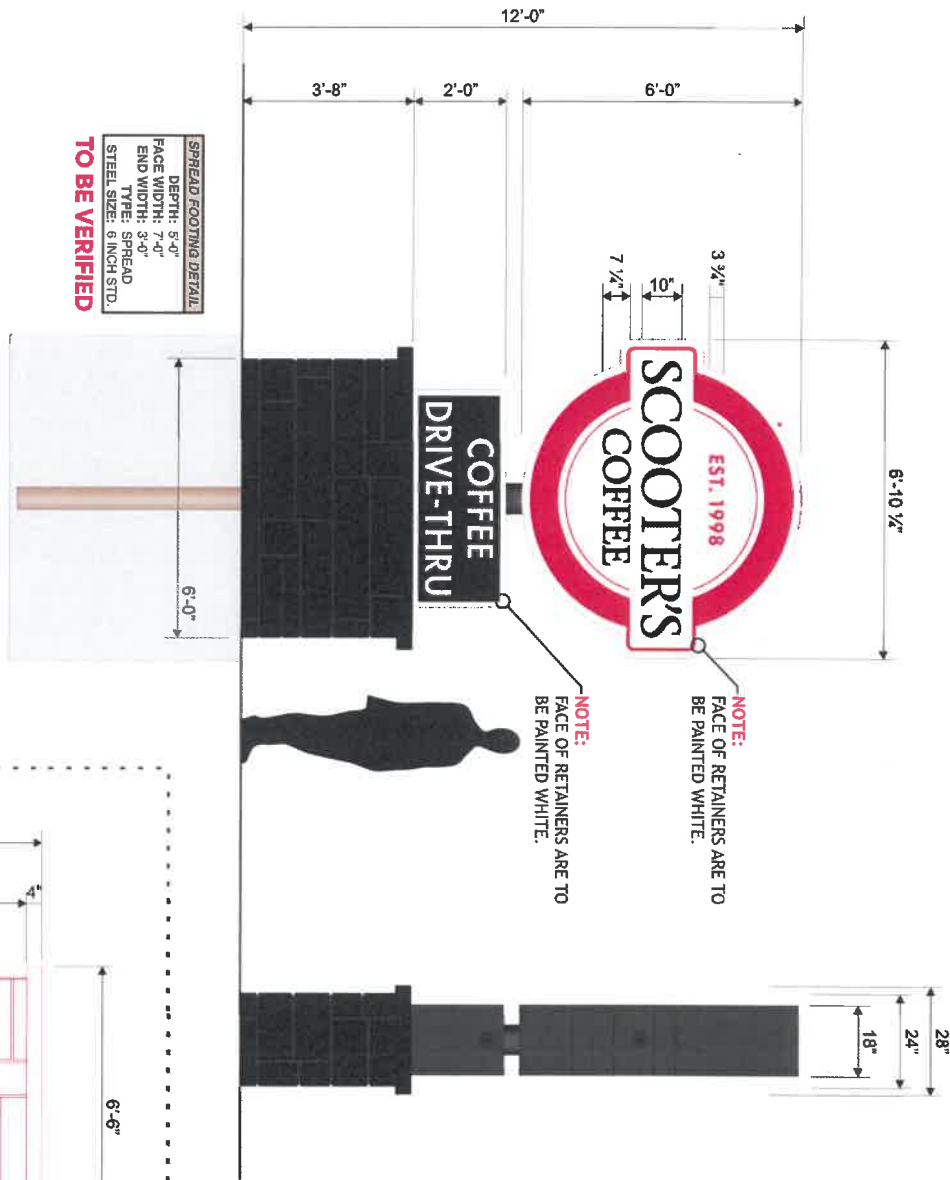 12'-0"
3'-8"
2'-0"
6'-0"
SPREAD FOOTING DETAIL
DEPTH: 5'-0"
FACE WIDTH: 7'-0"
END WIDTH: 3'-0"
TYPE: SPREAD
STEEL SIZE: 6 INCH STD.
TO BE VERIFIED
7 ¼"
10"
3 ¾"
6'-10 ¼"
EST. 1998
SCOOTER'S
COFFEE
COFFEE
DRIVE-THRU
6'-0"
NOTE:
FACE OF RETAINERS ARE TO
BE PAINTED WHITE.
NOTE:
FACE OF RETAINERS ARE TO
BE PAINTED WHITE.
28"
24"
18"
4"
6'-6"